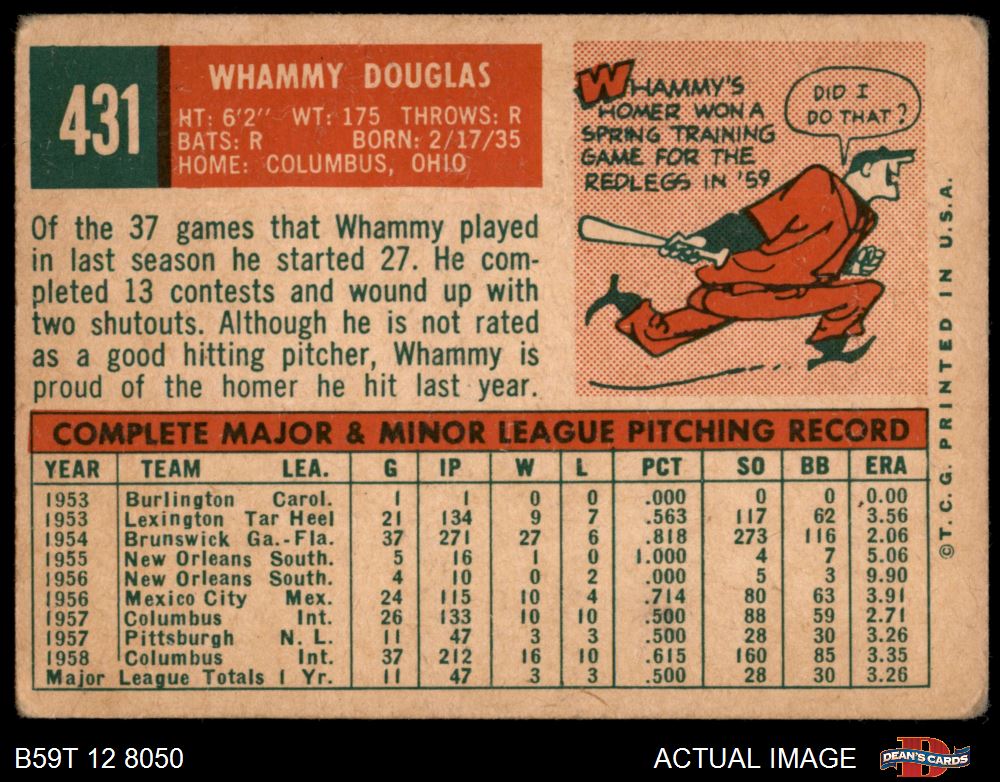 431
WHAMMY DOUGLAS
HT: 6'2" WT: 175 THROWS: R
BATS: R BORN: 2/17/35
HOME: COLUMBUS, OHIO
WHAMMY'S
HOMER WON A
SPRING TRAINING
GAME FOR THE
REDLEGS IN '59
DID I
DO THAT?
Of the 37 games that Whammy played
in last season he started 27. He com-
pleted 13 contests and wound up with
two shutouts. Although he is not rated
as a good hitting pitcher, Whammy is
proud of the homer he hit last year.
COMPLETE MAJOR & MINOR LEAGUE PITCHING RECORD
YEAR TEAM LEA. G IP W L PCT SO BB ERA
1953 Burlington Carol. 1 1 0 0 .000 0 0 0.00
1953 Lexington Tar Heel 21 134 9 7 .563 117 62 3.56
1954 Brunswick Ga.-Fla. 37 271 27 6 .818 273 116 2.06
1955 New Orleans South. 5 16 1 0 1.000 4 7 5.06
1956 New Orleans South. 4 10 0 2 .000 5 3 9.90
1956 Mexico City Mex. 24 115 10 4 .714 80 63 3.91
1957 Columbus Int. 26 133 10 10 .500 88 59 2.71
1957 Pittsburgh N. L. 11 47 3 3 .500 28 30 3.26
1958 Columbus Int. 37 212 16 10 .615 160 85 3.35
Major League Totals 1 Yr. 11 47 3 3 .500 28 30 3.26
©T. C. G. PRINTED IN U.S.A.
B59T 12 8050
ACTUAL IMAGE
DEAN'S CARDS